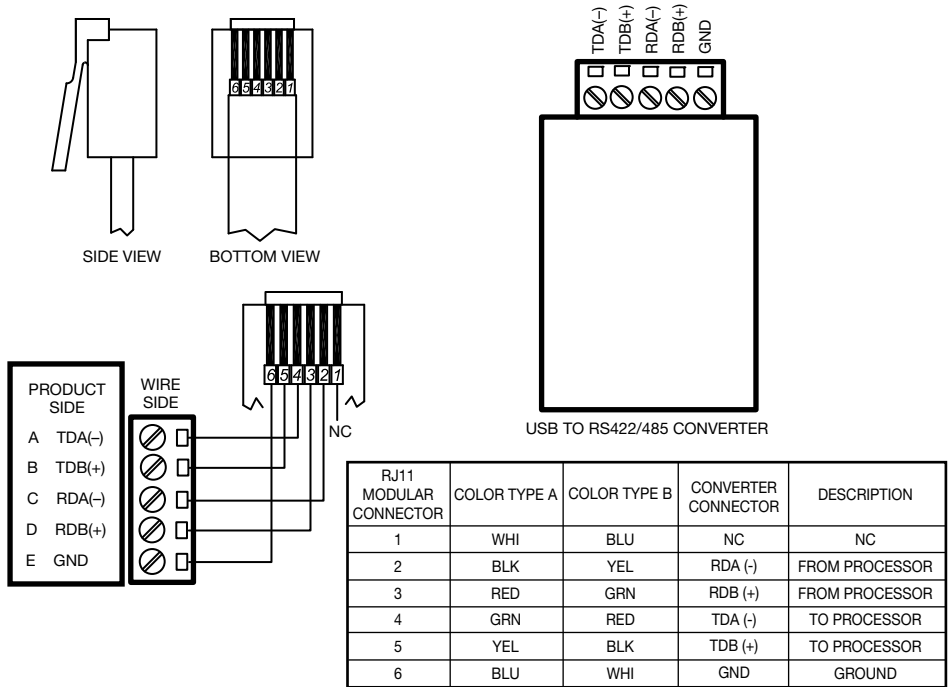 TDA(–)
TDB(+)
RDA(–)
RDB(+)
GND
6 5 4 3 2 1
SIDE VIEW
BOTTOM VIEW
6 5 4 3 2 1
NC
PRODUCT
SIDE
WIRE
SIDE
A TDA(–)
B TDB(+)
C RDA(–)
D RDB(+)
E GND
USB TO RS422/485 CONVERTER
RJ11
MODULAR
CONNECTOR
COLOR TYPE A
COLOR TYPE B
CONVERTER
CONNECTOR
DESCRIPTION
1 WHI BLU NC NC
2 BLK YEL RDA (-) FROM PROCESSOR
3 RED GRN RDB (+) FROM PROCESSOR
4 GRN RED TDA (-) TO PROCESSOR
5 YEL BLK TDB (+) TO PROCESSOR
6 BLU WHI GND GROUND